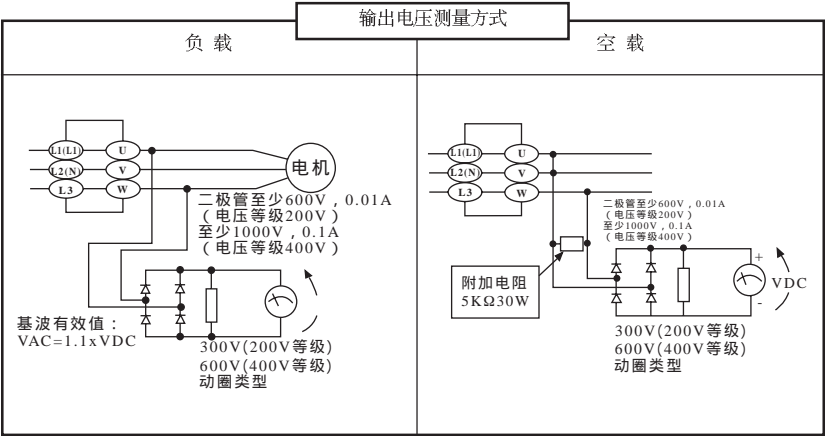 输出电压测量方式
负 载
空 载
L1(L1)
U
L2(N)
V
L3
W
电机
二极管至少600V，0.01A
（电压等级200V）
至少1000V，0.1A
（电压等级400V）
基波有效值：
VAC=1.1xVDC
300V(200V等级)
600V(400V等级)
动圈类型
L1(L1)
U
L2(N)
V
L3
W
二极管至少600V，0.01A
（电压等级200V）
至少1000V，0.1A
（电压等级400V）
附加电阻
5KΩ30W
+
VDC
-
300V(200V等级)
600V(400V等级)
动圈类型